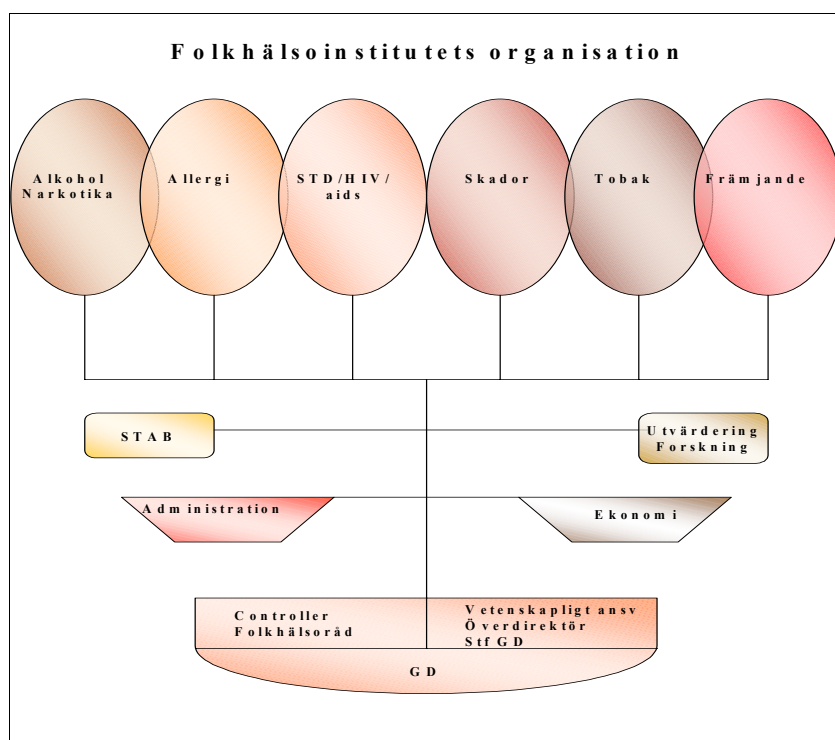 Folkhälsoinstitutets organisation
Alkohol
Narkotika
Allergi
STD/HIV/
aids
Skador
Tobak
Främjande
STAB
Utvärdering
Forskning
Administration
Ekonomi
Controller
Folkhälsoråd
Vetenskapligt ansv
Överdirektör
Stf GD
GD